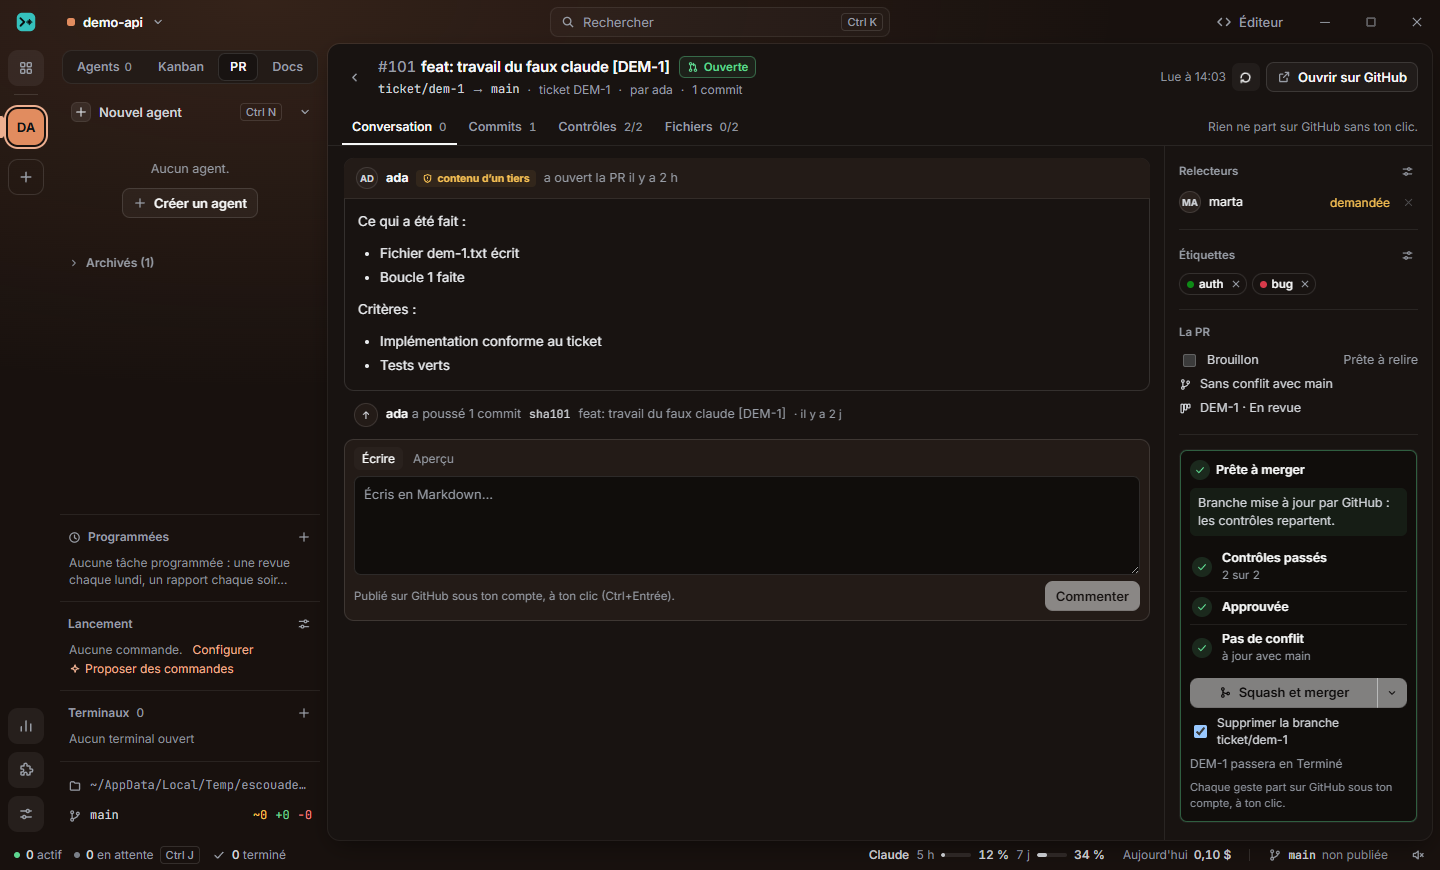 demo-api
Rechercher
Ctrl K
Éditeur
Agents 0
Kanban
PR
Docs
Nouvel agent
Ctrl N
DA
Aucun agent.
Créer un agent
Archivés (1)
Programmées
Aucune tâche programmée : une revue
chaque lundi, un rapport chaque soir...
Lancement
Aucune commande. Configurer
Proposer des commandes
Terminaux 0
Aucun terminal ouvert
~/AppData/Local/Temp/escouade…
main
~0 +0 -0
#101 feat: travail du faux claude [DEM-1]
Ouverte
ticket/dem-1 → main · ticket DEM-1 · par ada · 1 commit
Lue à 14:03
Ouvrir sur GitHub
Conversation 0
Commits 1
Contrôles 2/2
Fichiers 0/2
Rien ne part sur GitHub sans ton clic.
AD
ada
contenu d'un tiers
a ouvert la PR il y a 2 h
Ce qui a été fait :
• Fichier dem-1.txt écrit
• Boucle 1 faite
Critères :
• Implémentation conforme au ticket
• Tests verts
ada a poussé 1 commit sha101 feat: travail du faux claude [DEM-1] · il y a 2 j
Écrire
Aperçu
Écris en Markdown...
Publié sur GitHub sous ton compte, à ton clic (Ctrl+Entrée).
Commenter
Relecteurs
MA
marta
demandée
Étiquettes
auth
bug
La PR
Brouillon
Prête à relire
Sans conflit avec main
DEM-1 · En revue
Prête à merger
Branche mise à jour par GitHub :
les contrôles repartent.
Contrôles passés
2 sur 2
Approuvée
Pas de conflit
à jour avec main
Squash et merger
Supprimer la branche
ticket/dem-1
DEM-1 passera en Terminé
Chaque geste part sur GitHub sous ton
compte, à ton clic.
0 actif
0 en attente
Ctrl J
0 terminé
Claude 5 h 12 % 7 j 34 %
Aujourd'hui 0,10 $
main non publiée